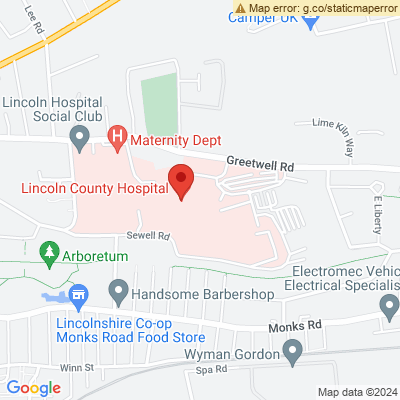 Map error: g.co/staticmaperror
Camper UK
Lee Rd
Lincoln Hospital
Social Club
Lime Kiln Way
H
Maternity Dept
Greetwell Rd
Lincoln County Hospital
E Liberty
Sewell Rd
Arboretum
Electromec Vehic
Electrical Specialis
Handsome Barbershop
Lincolnshire Co-op
Monks Road Food Store
Monks Rd
Wyman Gordon
Winn St
Spa Rd
Google
Map data ©2024